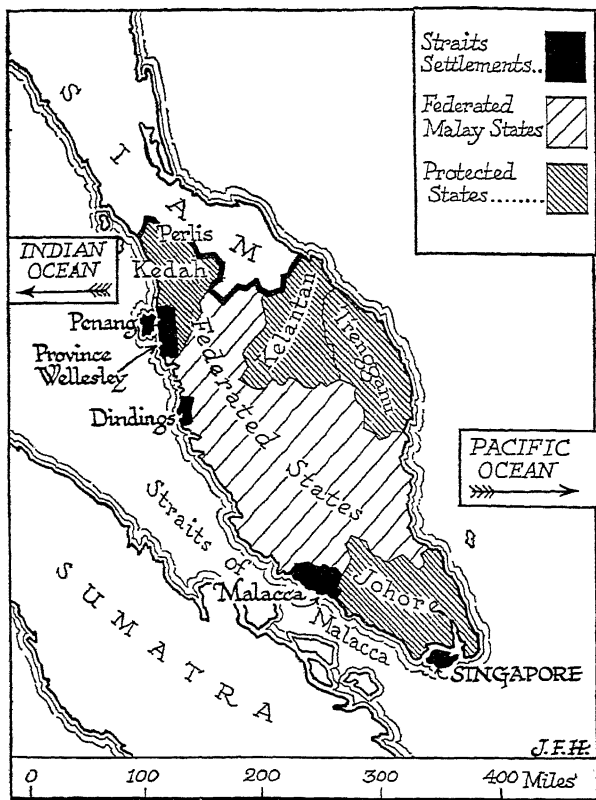 Straits
Settlements..
Federated
Malay States
Protected
States.........
SIAM
Perlis
Kedah
INDIAN
OCEAN
Penang
Province
Wellesley
Dindings
Kelantan
Trengganu
Federated
States
PACIFIC
OCEAN
Straits
of
Malacca
Malacca
Johore
SINGAPORE
SUMATRA
J.F.H.
0 100 200 300 400 Miles